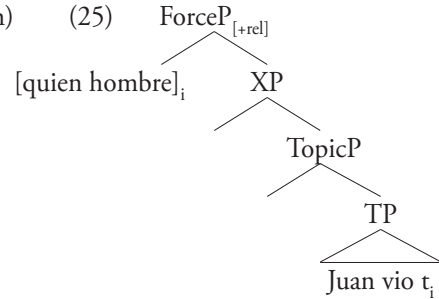 n) (25) ForceP[+rel]
[quien hombre]i XP
TopicP
TP
Juan vio ti